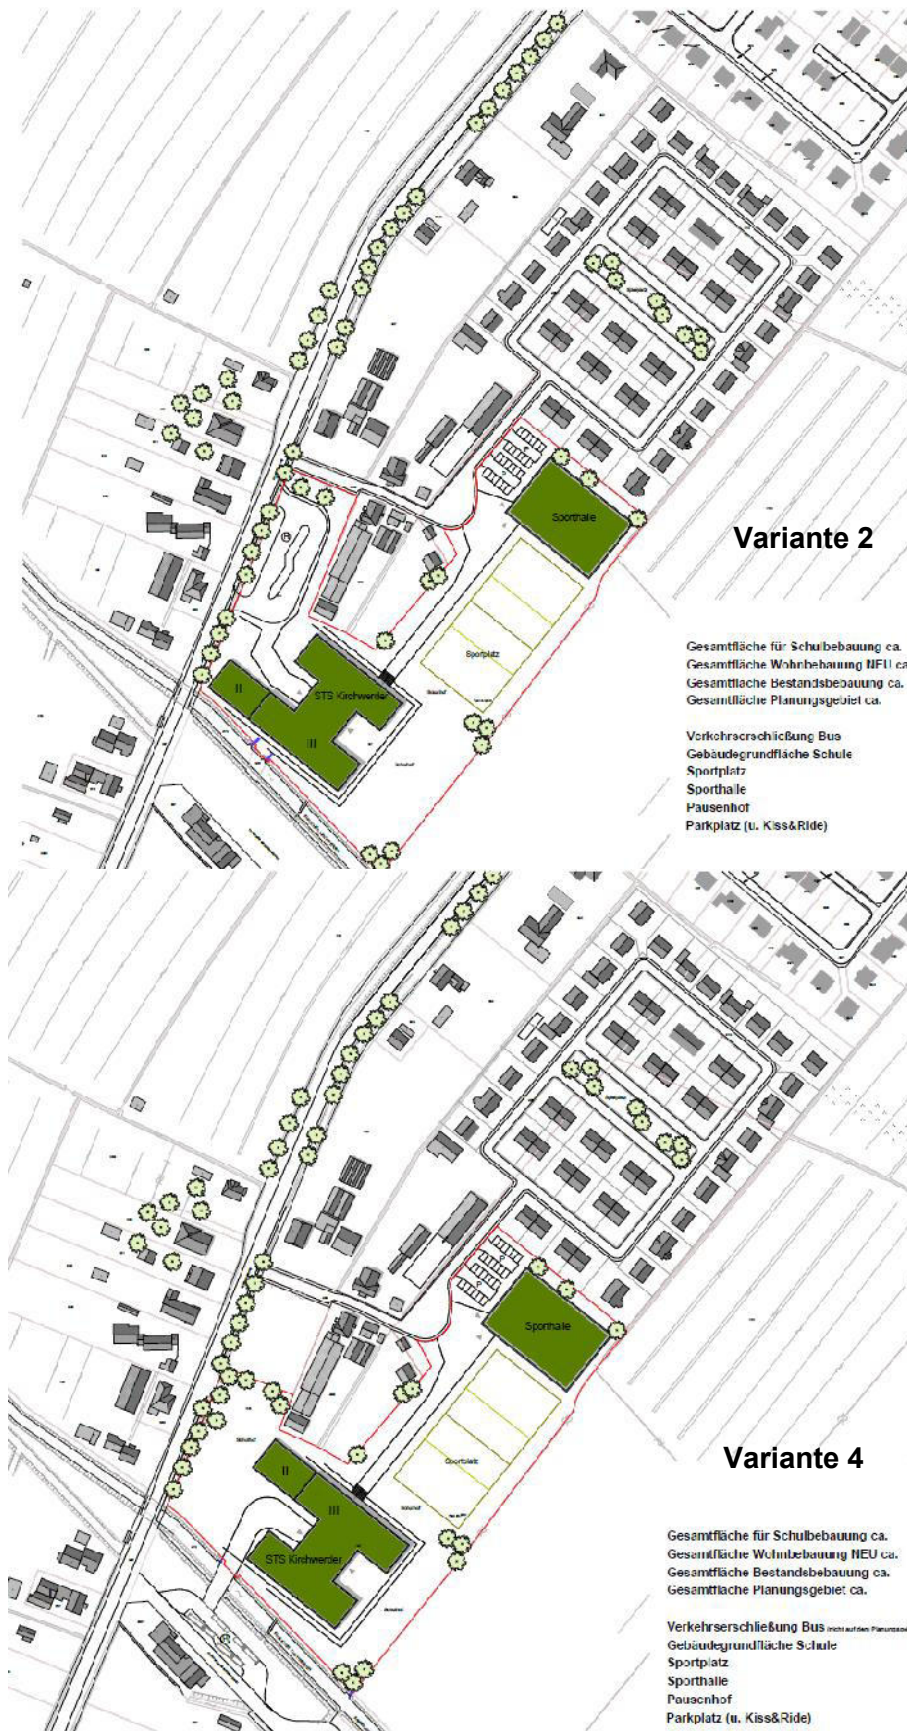 Sporthalle
Variante 2
Sportplatz
Gesamtfläche für Schulbebauung ca.
Gesamtfläche Wohnbebauung NEU ca
Gesamtfläche Bestandsbebauung ca.
Gesamtfläche Planungsgebiet ca.
II
STS Kirchwerder
III
Verkehrserschließung Bus
Gebäudegrundfläche Schule
Sportplatz
Sporthalle
Pausenhof
Parkplatz (u. Kiss&Ride)
P
P
Sporthalle
Variante 4
Sportplatz
II
III
STS Kirchwerder
Gesamtfläche für Schulbebauung ca.
Gesamtfläche Wohnbebauung NEU ca.
Gesamtfläche Bestandsbebauung ca.
Gesamtfläche Planungsgebiet ca.
Verkehrserschließung Bus
Gebäudegrundfläche Schule
Sportplatz
Sporthalle
Pausenhof
Parkplatz (u. Kiss&Ride)